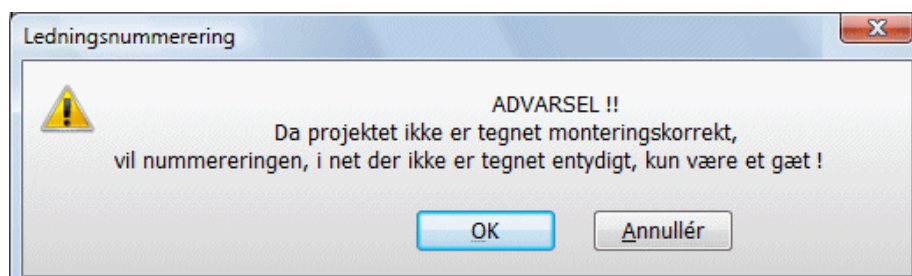 Ledningsnummerering
ADVARSEL !!
Da projektet ikke er tegnet monteringskorrekt,
vil nummereringen, i net der ikke er tegnet entydigt, kun være et gæt !
OK
Annullér